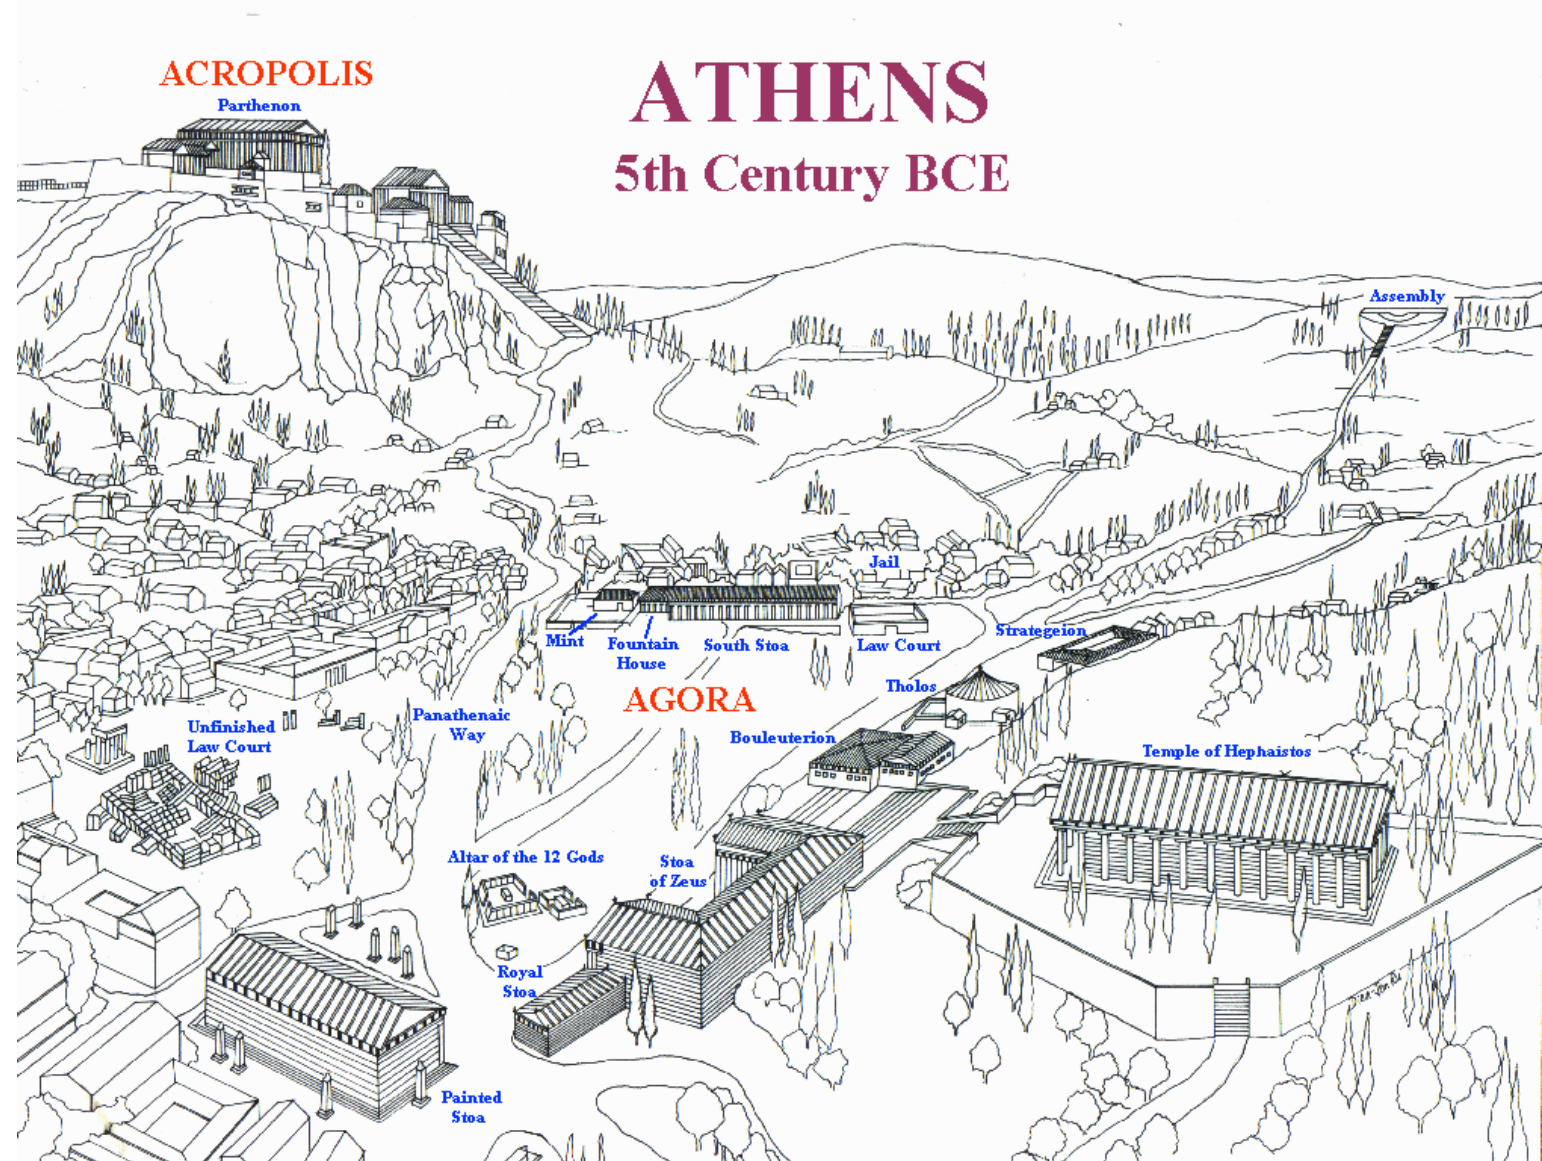 ACROPOLIS
Parthenon
ATHENS
5th Century BCE
Assembly
Jail
Mint
Fountain
House
South Stoa
Law Court
Strategeion
AGORA
Tholos
Unfinished
Law Court
Panathenaic
Way
Bouleuterion
Temple of Hephaistos
Altar of the 12 Gods
Stoa
of Zeus
Royal
Stoa
Painted
Stoa